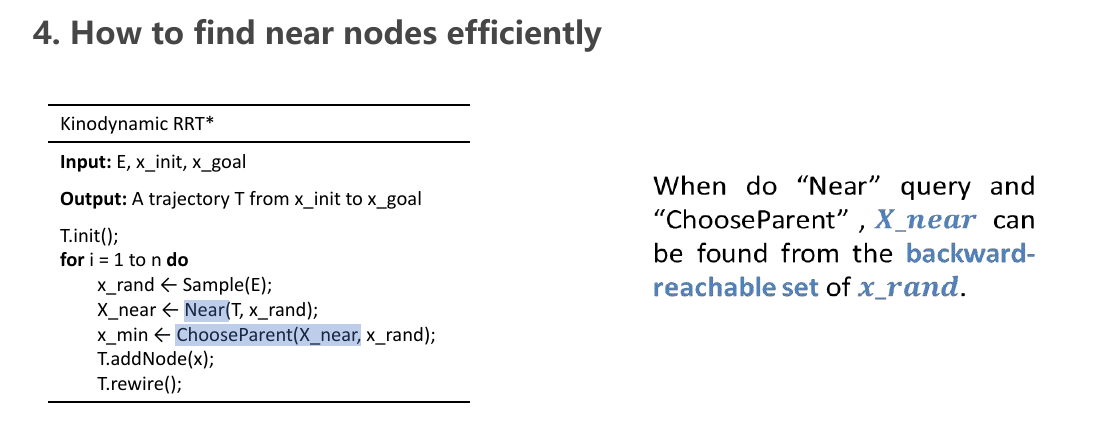 4. How to find near nodes efficiently
Kinodynamic RRT*
Input: E, x_init, x_goal
Output: A trajectory T from x_init to x_goal
T.init();
for i = 1 to n do
x_rand ← Sample(E);
X_near ← Near(T, x_rand);
x_min ← ChooseParent(X_near, x_rand);
T.addNode(x);
T.rewire();
When do “Near” query and
“ChooseParent” , X_near can
be found from the backward-
reachable set of x_rand.